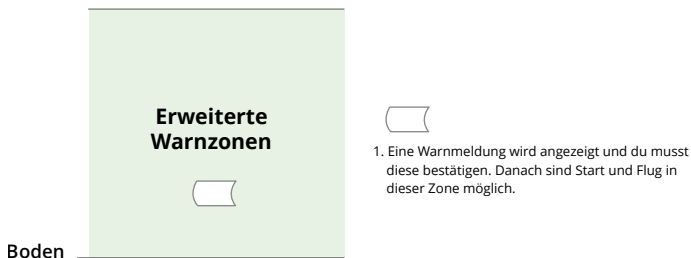 Erweiterte
Warnzonen
1. Eine Warnmeldung wird angezeigt und du musst
diese bestätigen. Danach sind Start und Flug in
dieser Zone möglich.
Boden